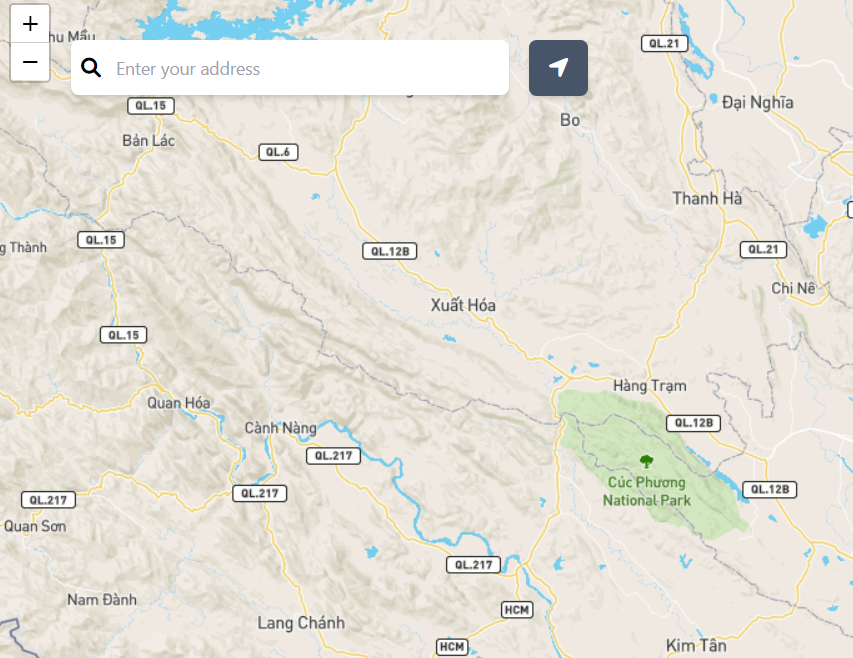 +
−
QL.21
Enter your address
QL.15
Đại Nghĩa
Bo
Bản Lác
QL.6
Thanh Hà
QL.15
g Thành
QL.12B
QL.21
Chi Nê
Xuất Hóa
QL.15
Hàng Trạm
Quan Hóa
Cành Nàng
QL.12B
QL.217
Cúc Phương
National Park
QL.12B
QL.217
QL.217
Quan Sơn
QL.217
Nam Đành
HCM
Lang Chánh
HCM
Kim Tân